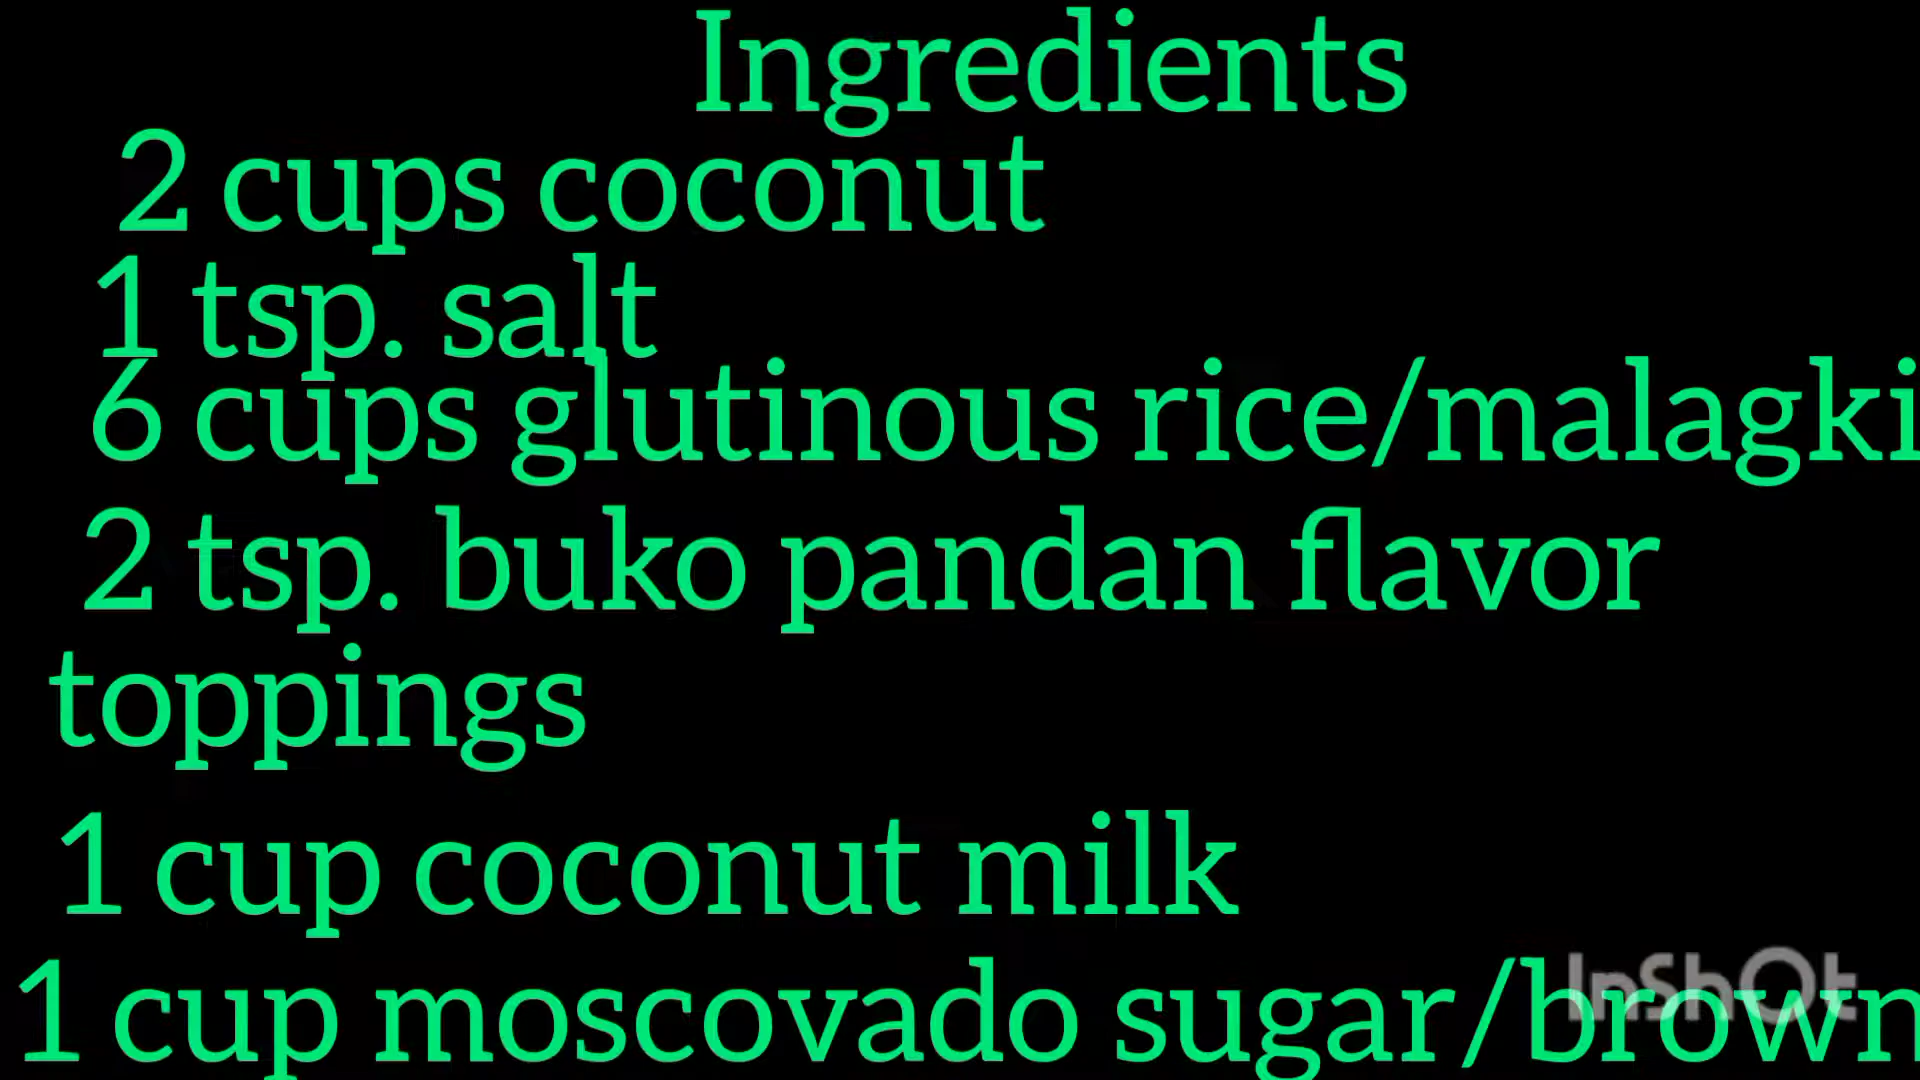 Ingredients
2 cups coconut
1 tsp. salt
6 cups glutinous rice/malagki
2 tsp. buko pandan flavor
toppings
1 cup coconut milk
1 cup moscovado sugar/brown
InShOt